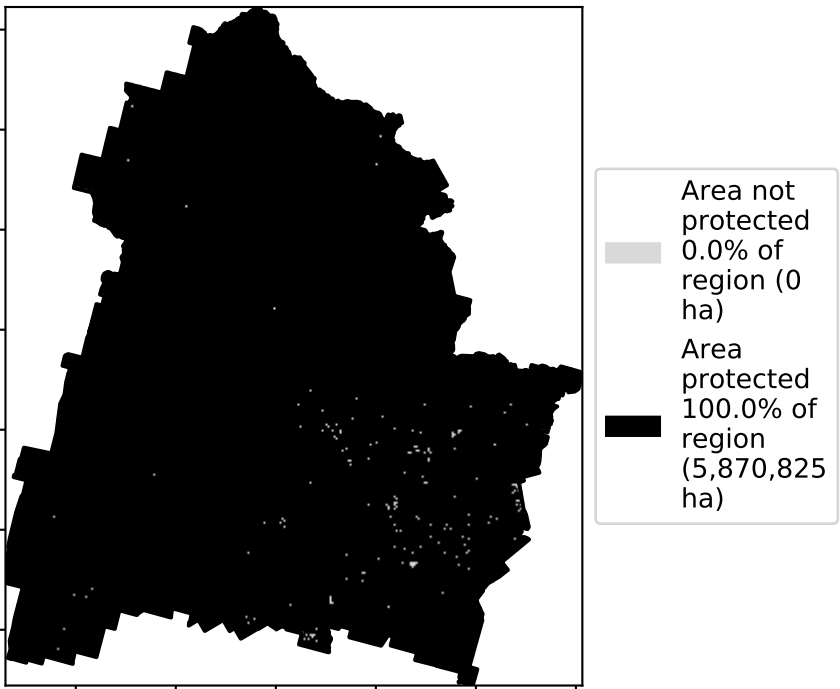 Area not
protected
0.0% of
region (0
ha)
Area
protected
100.0% of
region
(5,870,825
ha)